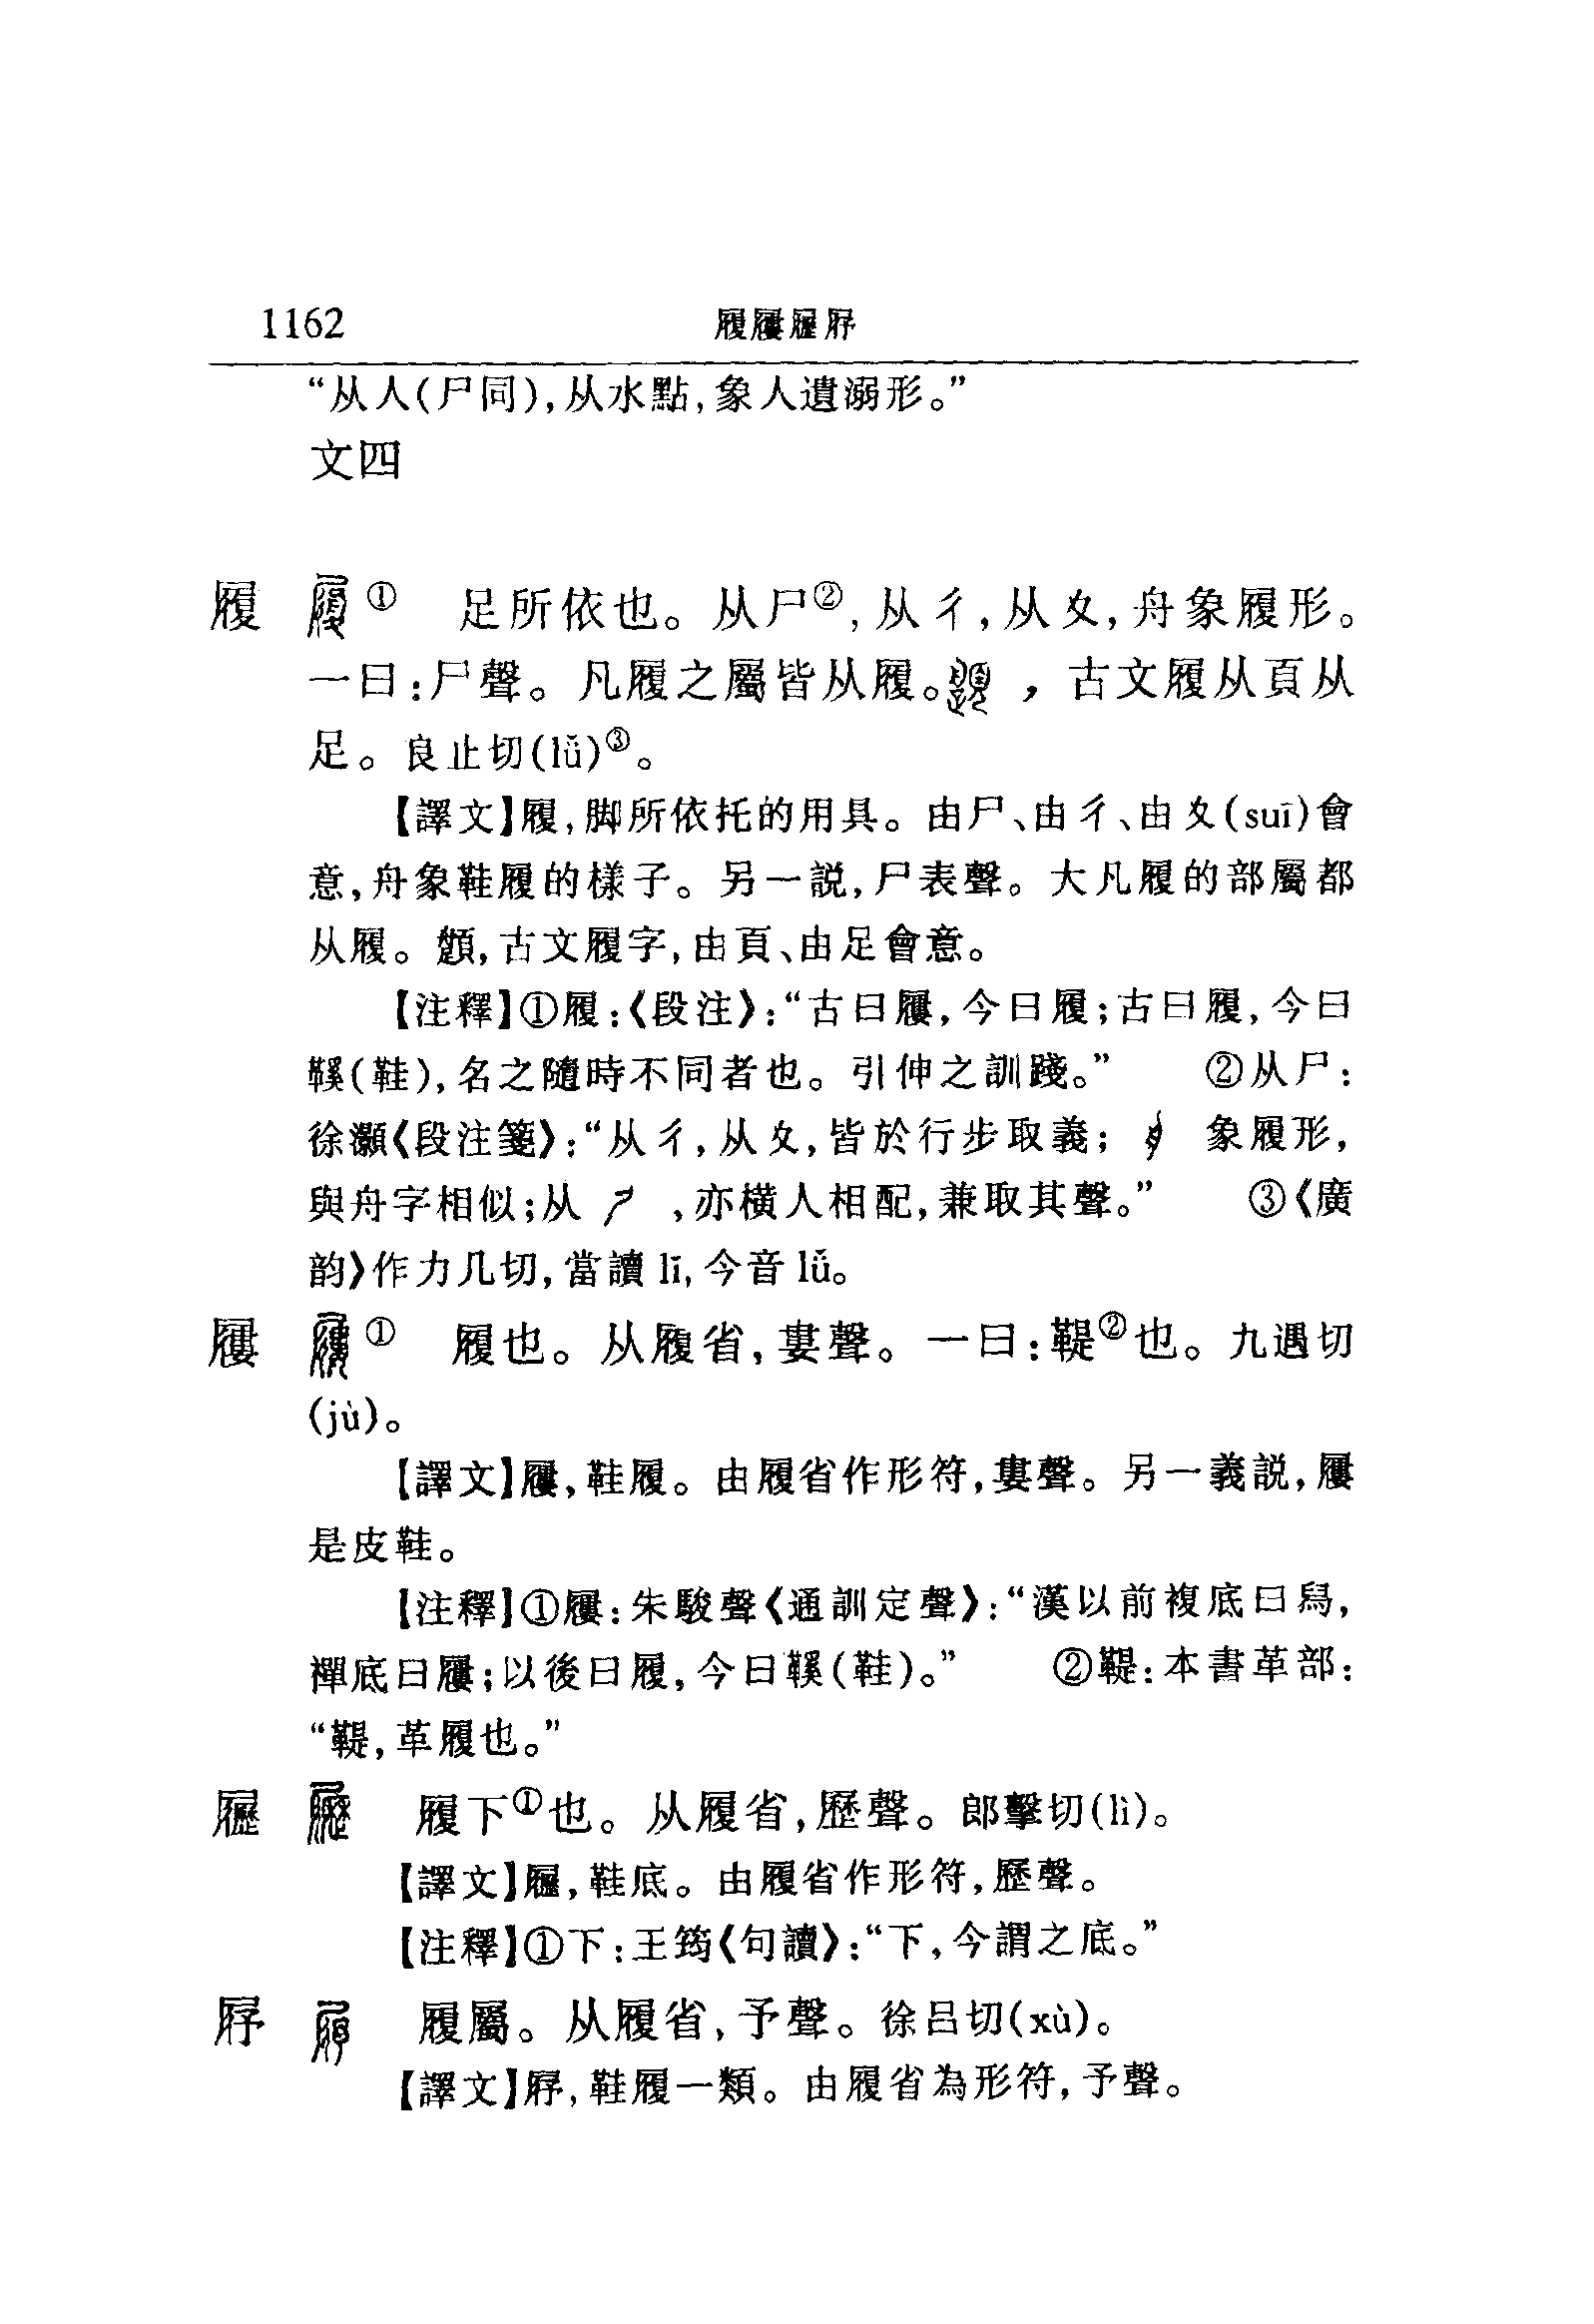 1162 履屨屜𡳐
“从人(尸同),从水點,象人遺溺形。”
文四
履 ① 足所依也。从尸②,从彳,从夊,舟象履形。
一曰:尸聲。凡履之屬皆从履。 ,古文履从頁从
足。良止切(lǚ)③。
【譯文】履,脚所依托的用具。由尸、由彳、由夊(suī)會
意,舟象鞋履的樣子。另一説,尸表聲。大凡履的部屬都
从履。 ,古文履字,由頁、由足會意。
【注釋】①履:《段注》:“古曰屨,今曰履;古曰履,今曰
鞵(鞋),名之隨時不同者也。引伸之訓踐。” ②从尸:
徐灝《段注箋》:“从彳,从夊,皆於行步取義; 象履形,
與舟字相似;从 ,亦橫人相配,兼取其聲。” ③《廣
韵》作力几切,當讀lǐ,今音lǚ。
屨 ① 履也。从履省,婁聲。一曰:鞮②也。九遇切
(jù)。
【譯文】屨,鞋履。由履省作形符,婁聲。另一義説,屨
是皮鞋。
【注釋】①屨:朱駿聲《通訓定聲》:“漢以前複底曰舄,
襌底曰屨;以後曰履,今曰鞵(鞋)。” ②鞮:本書革部:
“鞮,革履也。”
履下①也。从履省,歷聲。郎擊切(lì)。
【譯文】 ,鞋底。由履省作形符,歷聲。
【注釋】①下:王筠《句讀》:“下,今謂之底。”
履屬。从履省,予聲。徐呂切(xù)。
【譯文】 ,鞋履一類。由履省為形符,予聲。